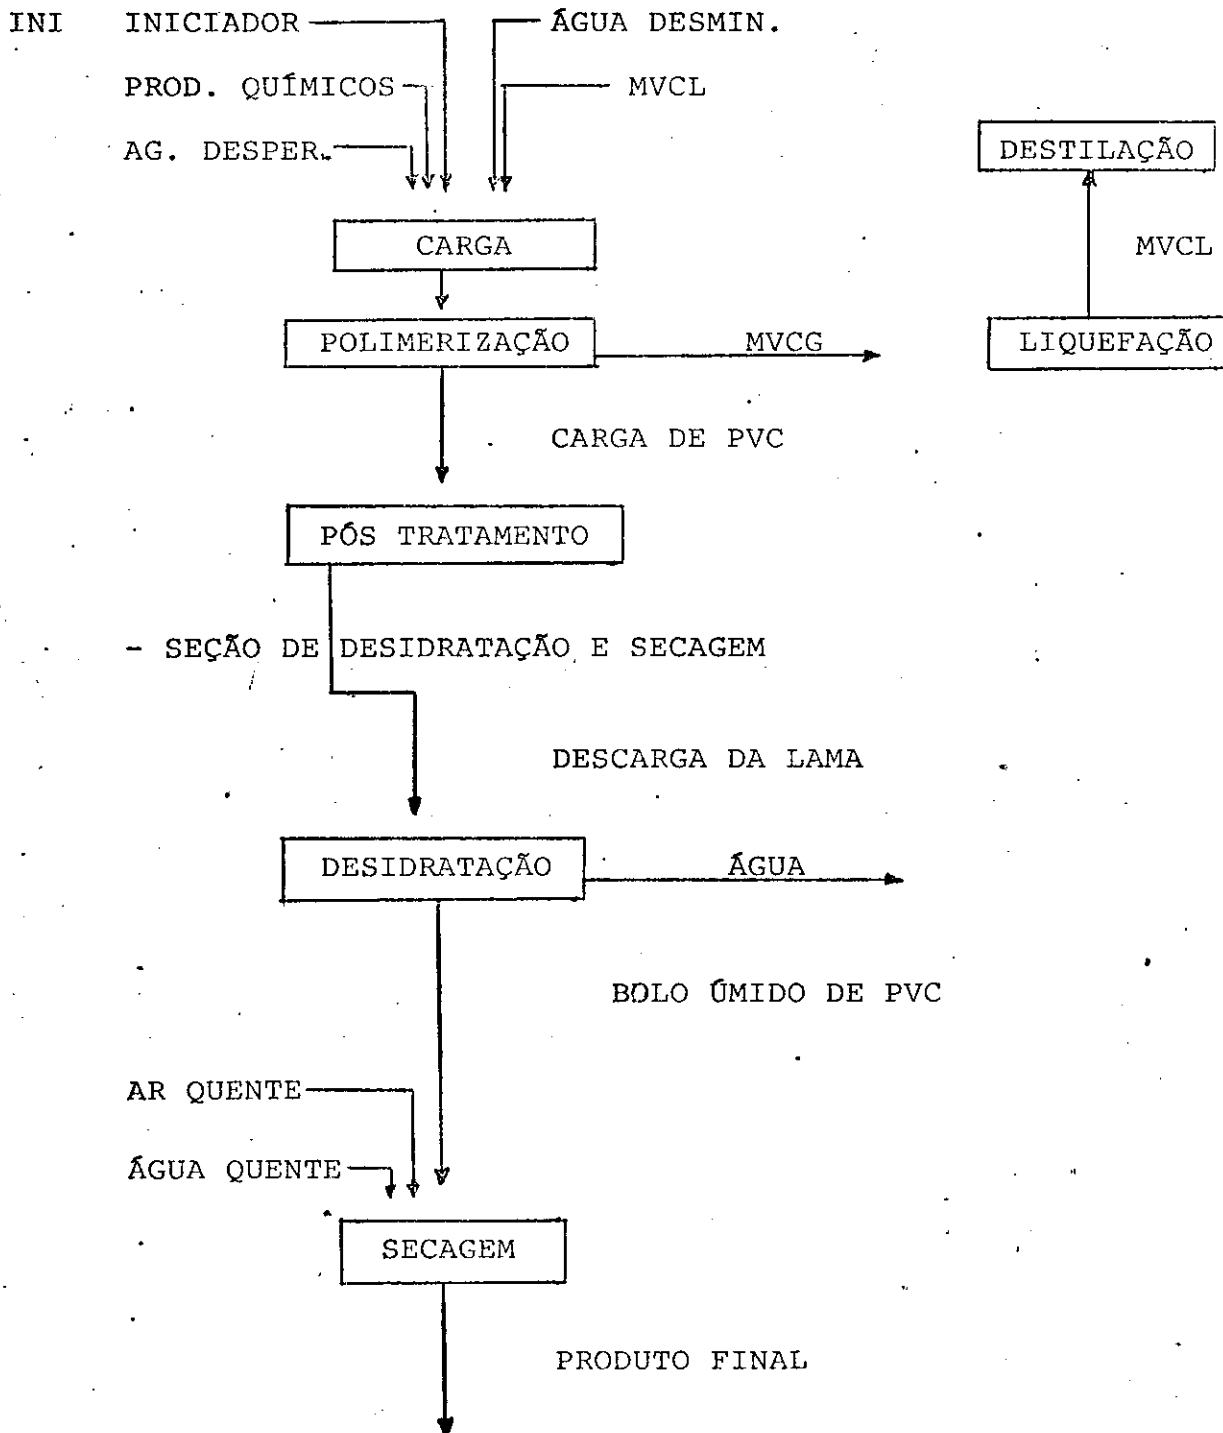 INI INICIADOR ÁGUA DESMIN.
PROD. QUÍMICOS MVCL
AG. DESPER.
DESTILAÇÃO
CARGA MVCL
POLIMERIZAÇÃO MVCG LIQUEFAÇÃO
CARGA DE PVC
PÓS TRATAMENTO
- SEÇÃO DE DESIDRATAÇÃO E SECAGEM
DESCARGA DA LAMA
DESIDRATAÇÃO ÁGUA
BOLO ÚMIDO DE PVC
AR QUENTE
ÁGUA QUENTE
SECAGEM
PRODUTO FINAL